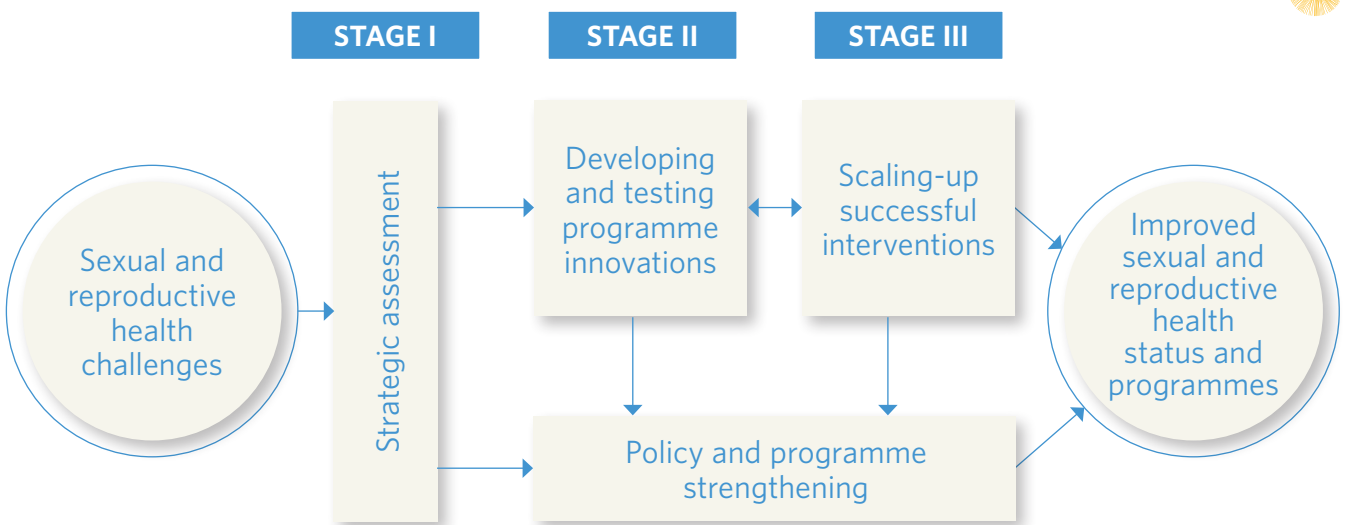 STAGE I
STAGE II
STAGE III
Sexual and
reproductive
health
challenges
Strategic assessment
Developing
and testing
programme
innovations
Scaling-up
successful
interventions
Policy and programme
strengthening
Improved
sexual and
reproductive
health
status and
programmes